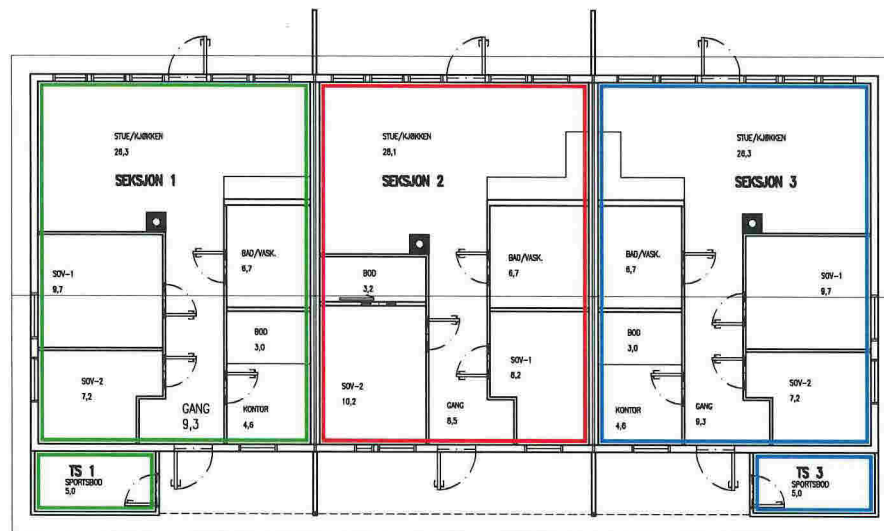 STUE/KJØKKEN
26,3
SEKSJON 1
BAD/VASK.
6,7
SOV-1
9,7
BOD
3,0
SOV-2
7,2
GANG
9,3
KONTOR
4,6
TS 1
SPORTSBOD
5,0
STUE/KJØKKEN
26,1
SEKSJON 2
BOD
3,2
BAD/VASK.
6,7
SOV-1
8,2
SOV-2
10,2
GANG
8,5
STUE/KJØKKEN
26,3
SEKSJON 3
BAD/VASK.
6,7
SOV-1
9,7
BOD
3,0
SOV-2
7,2
KONTOR
4,6
GANG
9,3
TS 3
SPORTSBOD
5,0